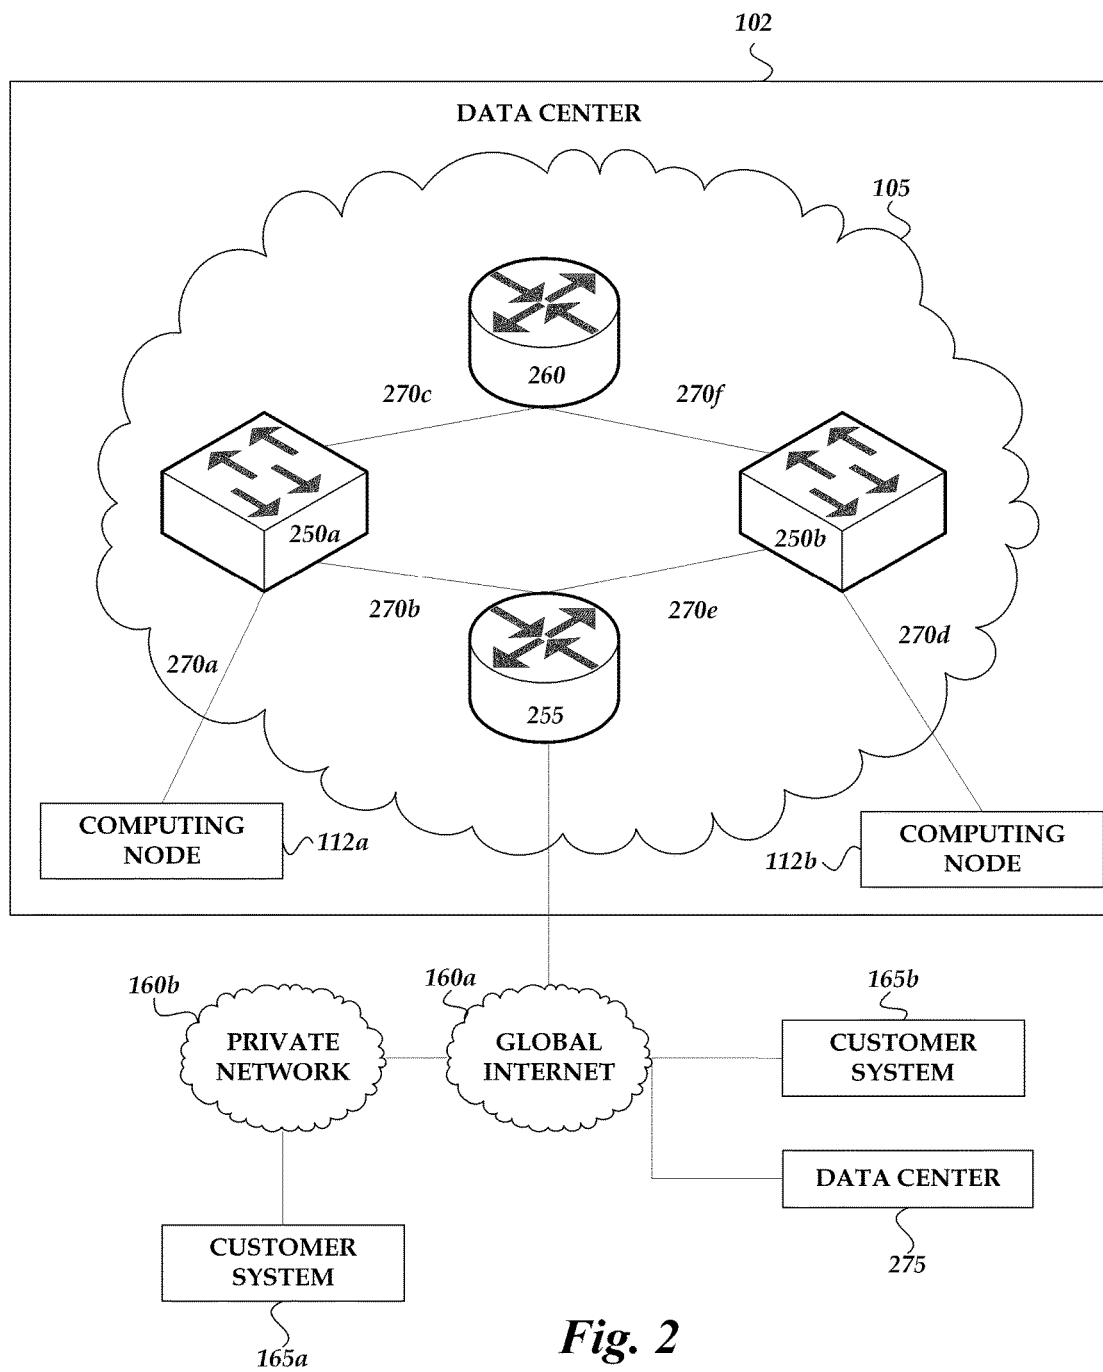 102
DATA CENTER
105
260
270c
270f
250a
250b
270b
270e
270d
270a
255
COMPUTING
NODE
112a
COMPUTING
NODE
112b
160b
160a
165b
PRIVATE
NETWORK
GLOBAL
INTERNET
CUSTOMER
SYSTEM
DATA CENTER
CUSTOMER
SYSTEM
275
165a
Fig. 2